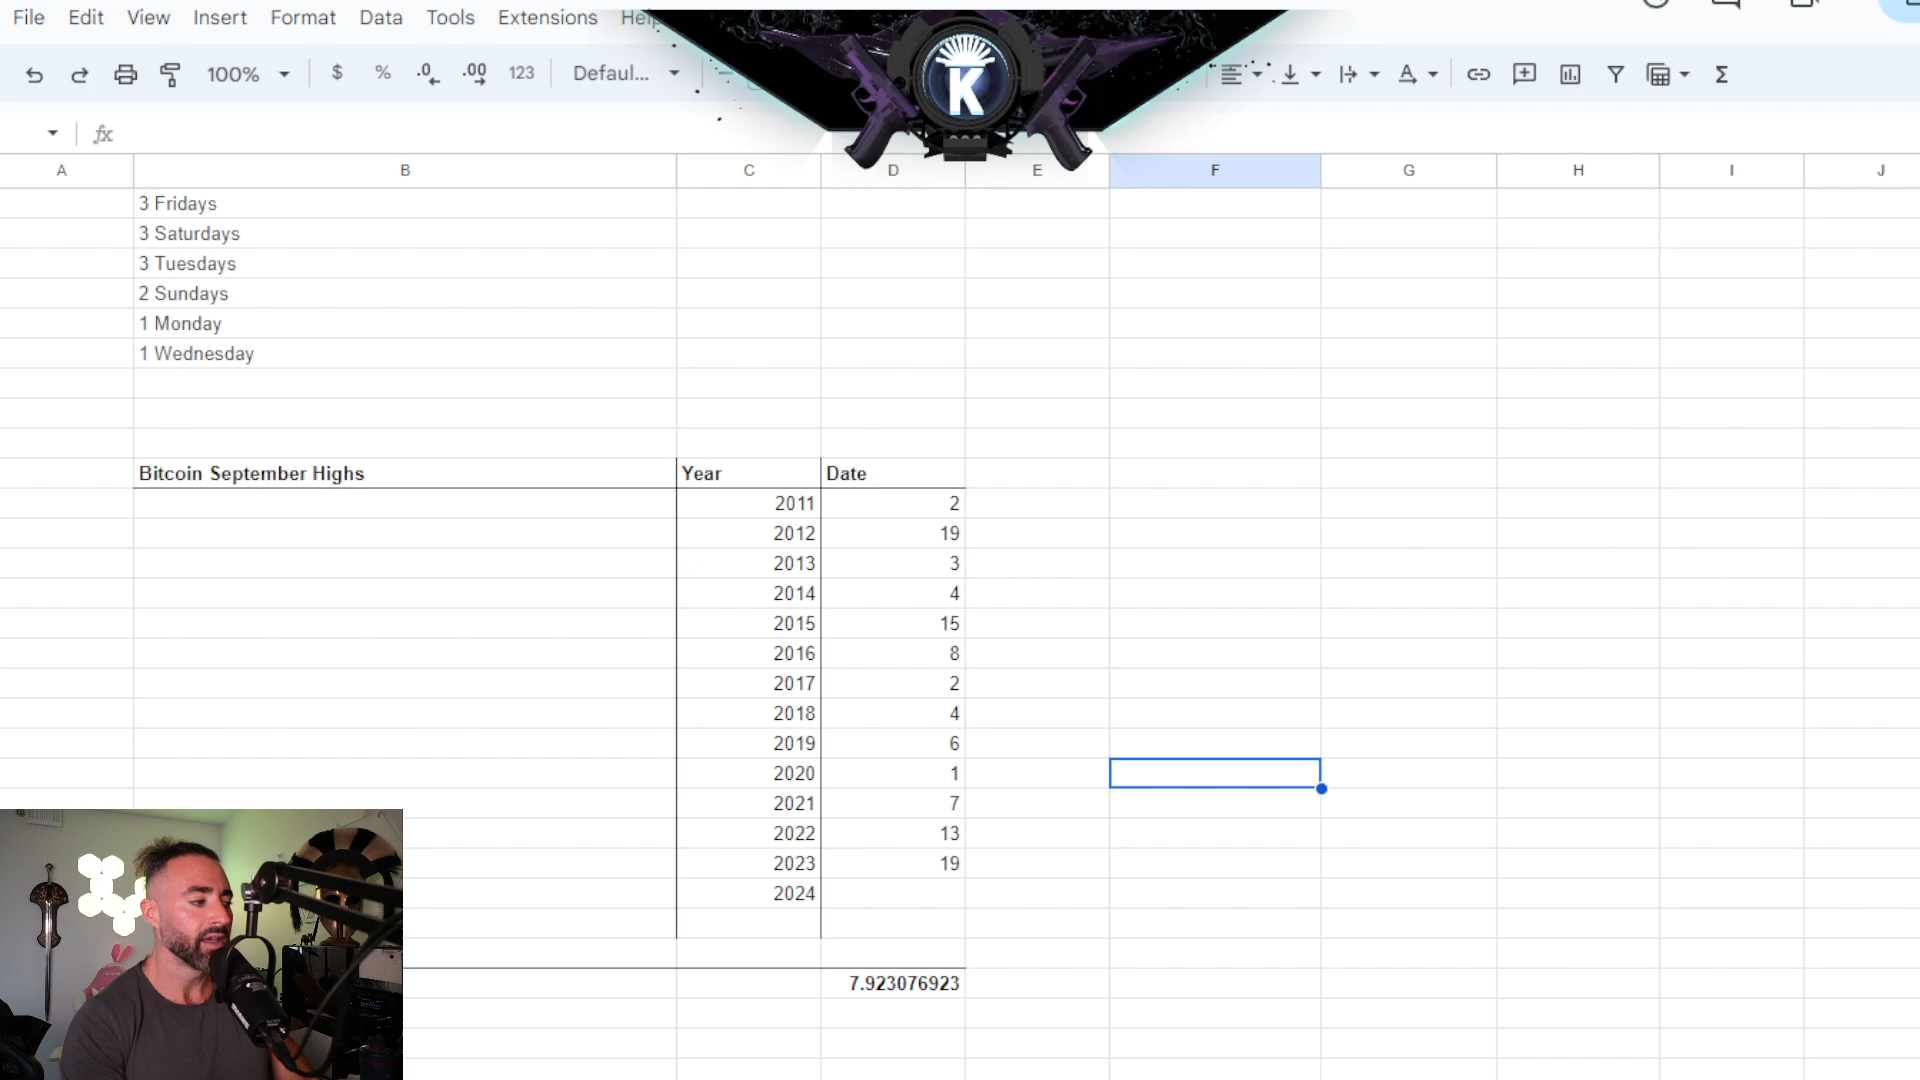 File Edit View Insert Format Data Tools Extensions Help
100% $ % .0 .00 123 Defaul...
K
fx
A B C D E F G H I J
3 Fridays
3 Saturdays
3 Tuesdays
2 Sundays
1 Monday
1 Wednesday
Bitcoin September Highs Year Date
2011 2
2012 19
2013 3
2014 4
2015 15
2016 8
2017 2
2018 4
2019 6
2020 1
2021 7
2022 13
2023 19
2024
7.923076923